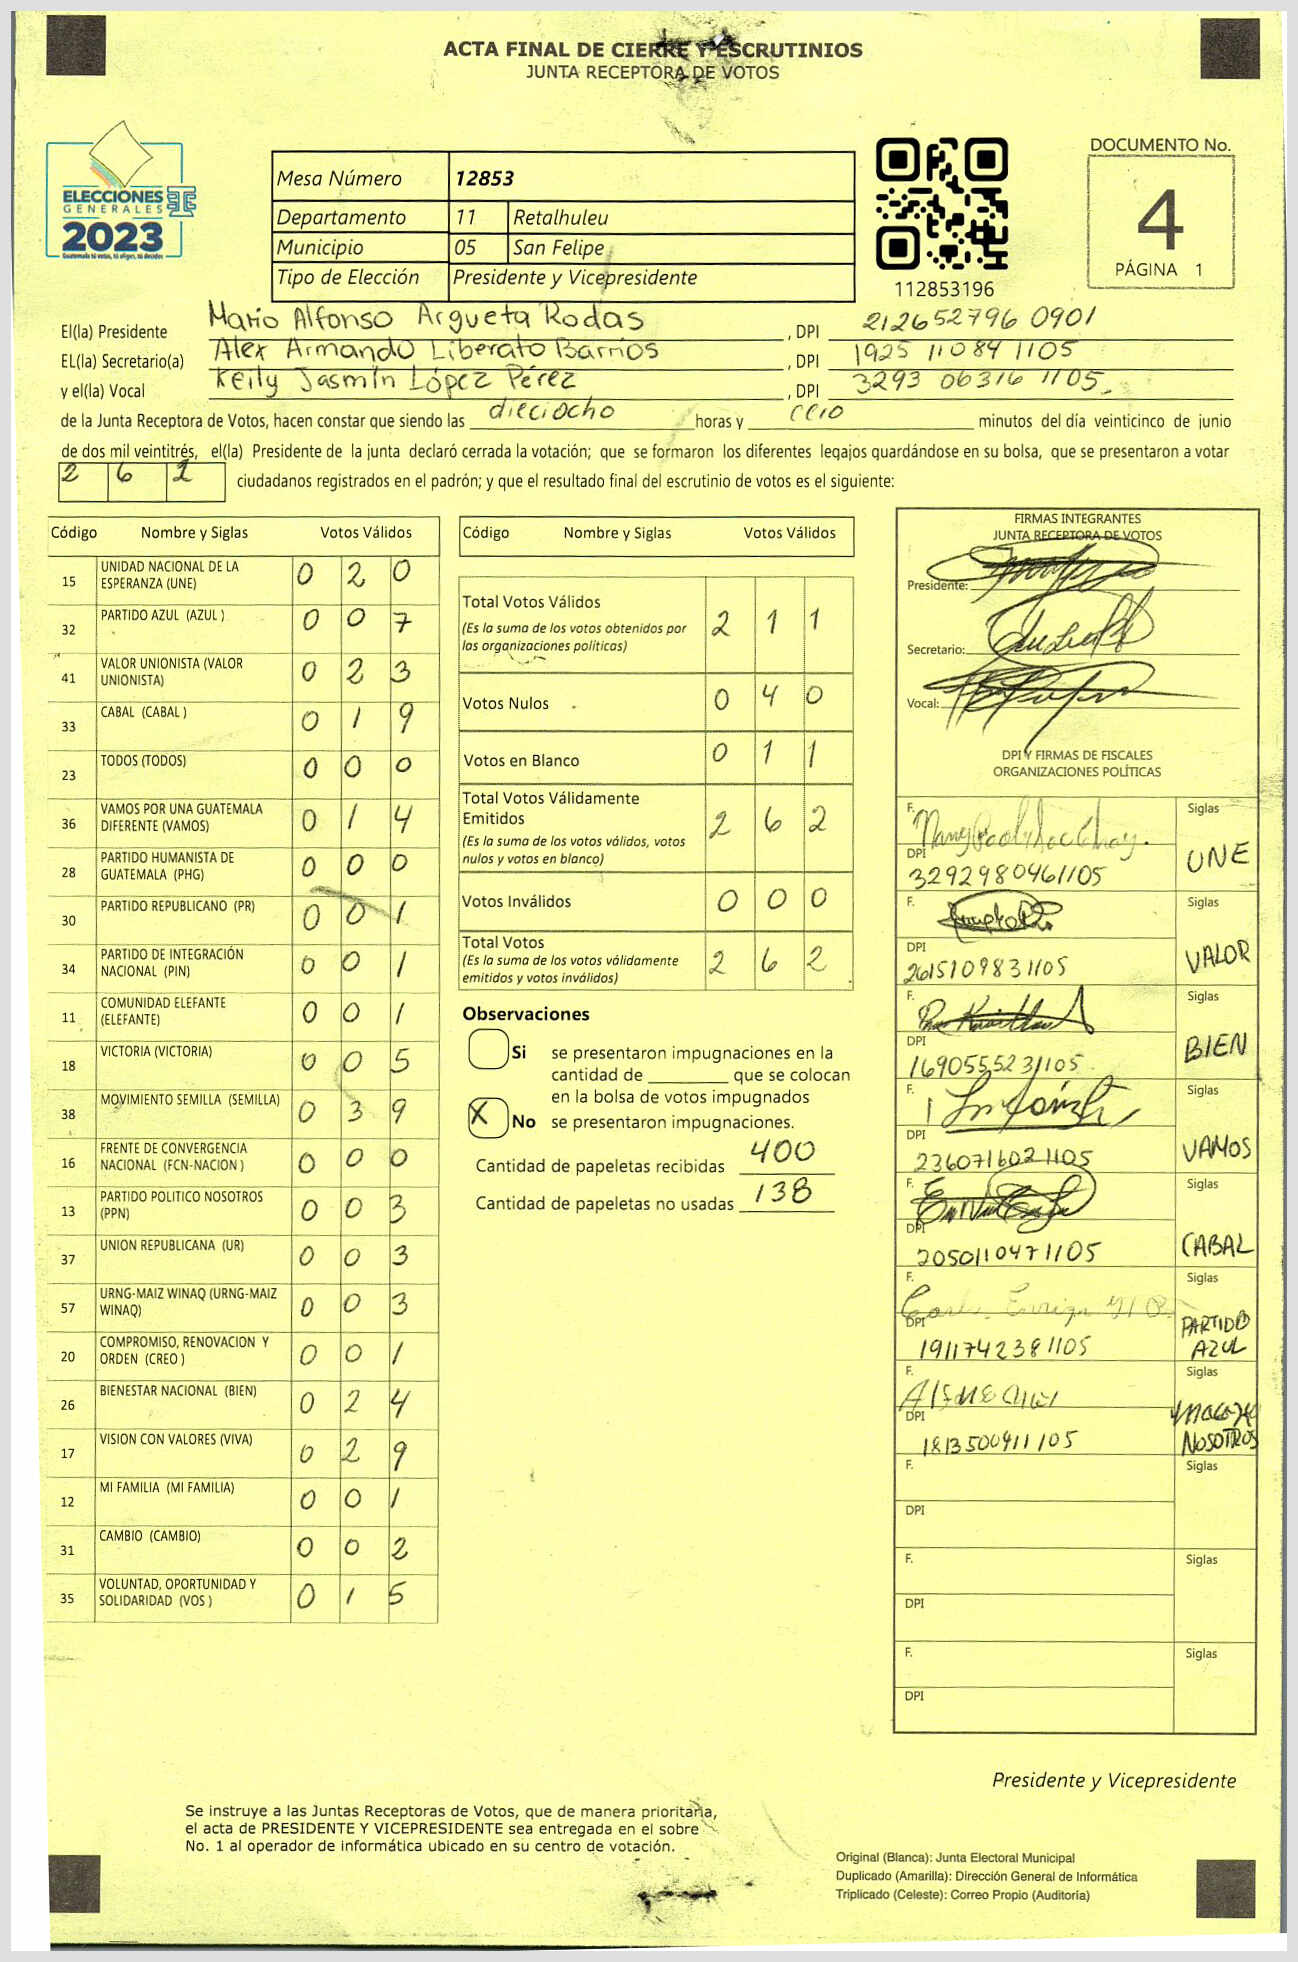 ACTA FINAL DE CIERRE Y ESCRUTINIOS
JUNTA RECEPTORA DE VOTOS
ELECCIONES
GENERALES
2023
Guatemala tú votas, tú eliges, tú decides
Mesa Número 12853
Departamento 11 Retalhuleu
Municipio 05 San Felipe
Tipo de Elección Presidente y Vicepresidente
112853196
DOCUMENTO No.
4
PÁGINA 1
El(la) Presidente Mario Alfonso Argueta Rodas, DPI 212652796 0901
EL(la) Secretario(a) Alex Armando Liberato Barrios, DPI 1925 11084 1105
y el(la) Vocal Keily Jasmín López Pérez, DPI 3293 06316 1105
de la Junta Receptora de Votos, hacen constar que siendo las dieciocho horas y cero minutos del día veinticinco de junio
de dos mil veintitrés, el(la) Presidente de la junta declaró cerrada la votación; que se formaron los diferentes legajos guardándose en su bolsa, que se presentaron a votar
2 6 2 ciudadanos registrados en el padrón; y que el resultado final del escrutinio de votos es el siguiente:
Código Nombre y Siglas Votos Válidos
15 UNIDAD NACIONAL DE LA ESPERANZA (UNE) 0 2 0
32 PARTIDO AZUL (AZUL ) 0 0 7
41 VALOR UNIONISTA (VALOR UNIONISTA) 0 2 3
33 CABAL (CABAL ) 0 1 9
23 TODOS (TODOS) 0 0 0
36 VAMOS POR UNA GUATEMALA DIFERENTE (VAMOS) 0 1 4
28 PARTIDO HUMANISTA DE GUATEMALA (PHG) 0 0 0
30 PARTIDO REPUBLICANO (PR) 0 0 1
34 PARTIDO DE INTEGRACIÓN NACIONAL (PIN) 0 0 1
11 COMUNIDAD ELEFANTE (ELEFANTE) 0 0 1
18 VICTORIA (VICTORIA) 0 0 5
38 MOVIMIENTO SEMILLA (SEMILLA) 0 3 9
16 FRENTE DE CONVERGENCIA NACIONAL (FCN-NACION ) 0 0 0
13 PARTIDO POLITICO NOSOTROS (PPN) 0 0 3
37 UNION REPUBLICANA (UR) 0 0 3
57 URNG-MAIZ WINAQ (URNG-MAIZ WINAQ) 0 0 3
20 COMPROMISO, RENOVACION Y ORDEN (CREO ) 0 0 1
26 BIENESTAR NACIONAL (BIEN) 0 2 4
17 VISION CON VALORES (VIVA) 0 2 9
12 MI FAMILIA (MI FAMILIA) 0 0 1
31 CAMBIO (CAMBIO) 0 0 2
35 VOLUNTAD, OPORTUNIDAD Y SOLIDARIDAD (VOS ) 0 1 5
Código Nombre y Siglas Votos Válidos
Total Votos Válidos 2 1 1
(Es la suma de los votos obtenidos por
las organizaciones políticas)
Votos Nulos 0 4 0
Votos en Blanco 0 1 1
Total Votos Válidamente
Emitidos 2 6 2
(Es la suma de los votos válidos, votos
nulos y votos en blanco)
Votos Inválidos 0 0 0
Total Votos 2 6 2
(Es la suma de los votos válidamente
emitidos y votos inválidos)
Observaciones
Si se presentaron impugnaciones en la
cantidad de ________ que se colocan
en la bolsa de votos impugnados
X No se presentaron impugnaciones.
Cantidad de papeletas recibidas 400
Cantidad de papeletas no usadas 138
FIRMAS INTEGRANTES
JUNTA RECEPTORA DE VOTOS
Presidente:
Secretario:
Vocal:
DPI Y FIRMAS DE FISCALES
ORGANIZACIONES POLÍTICAS
F. Siglas
DPI 3292980461105 UNE
F. Siglas
DPI 2615109831105 VALOR
F. Siglas
DPI 1690555231105 BIEN
F. Siglas
DPI 2360716021105 VAMOS
F. Siglas
DPI 2050110471105 CABAL
F. Siglas
DPI 1911742381105 PARTIDO AZUL
F. Siglas
DPI 1813500911105 NOSOTROS
F. Siglas
DPI
F. Siglas
DPI
F. Siglas
DPI
Presidente y Vicepresidente
Se instruye a las Juntas Receptoras de Votos, que de manera prioritaria,
el acta de PRESIDENTE Y VICEPRESIDENTE sea entregada en el sobre
No. 1 al operador de informática ubicado en su centro de votación.
Original (Blanca): Junta Electoral Municipal
Duplicado (Amarilla): Dirección General de Informática
Triplicado (Celeste): Correo Propio (Auditoría)